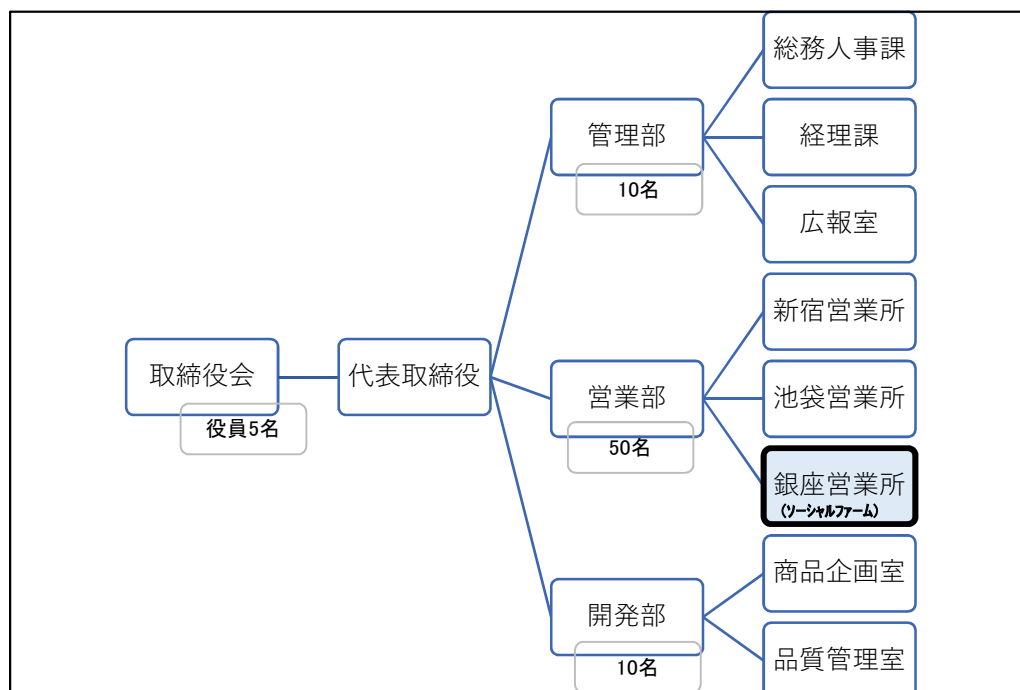 取締役会
役員5名
代表取締役
管理部
10名
総務人事課
経理課
広報室
営業部
50名
新宿営業所
池袋営業所
銀座営業所
(ソーシャルファーム)
開発部
10名
商品企画室
品質管理室